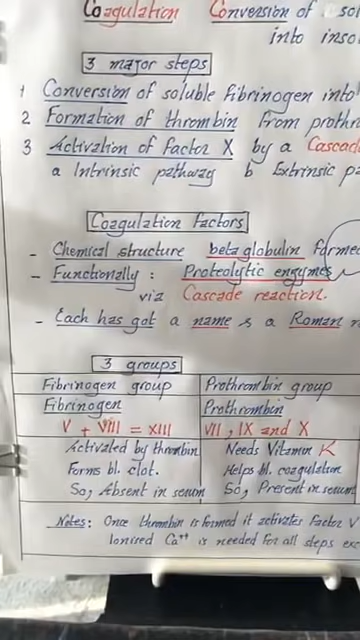 Coagulation Conversion of sol
into inso
3 major steps
1 Conversion of soluble fibrinogen into
2 Formation of thrombin from prothr
3 Activation of Factor X by a Casca
a Intrinsic pathway b Extrinsic pa
Coagulation factors
- Chemical structure beta globulin formed
- Functionally : Proteolytic enzymes
via Cascade reaction.
- Each has got a name & a Roman n
3 groups
Fibrinogen group Prothrombin group
Fibrinogen Prothrombin
V + VIII = XIII VII, IX and X
Activated by thrombin Needs Vitamin K
Forms bl. clot. Helps bl. coagulation
So, Absent in serum So, Present in serum
Notes: Once thrombin is formed it activates Factor V
Ionised Ca++ is needed for all steps exc